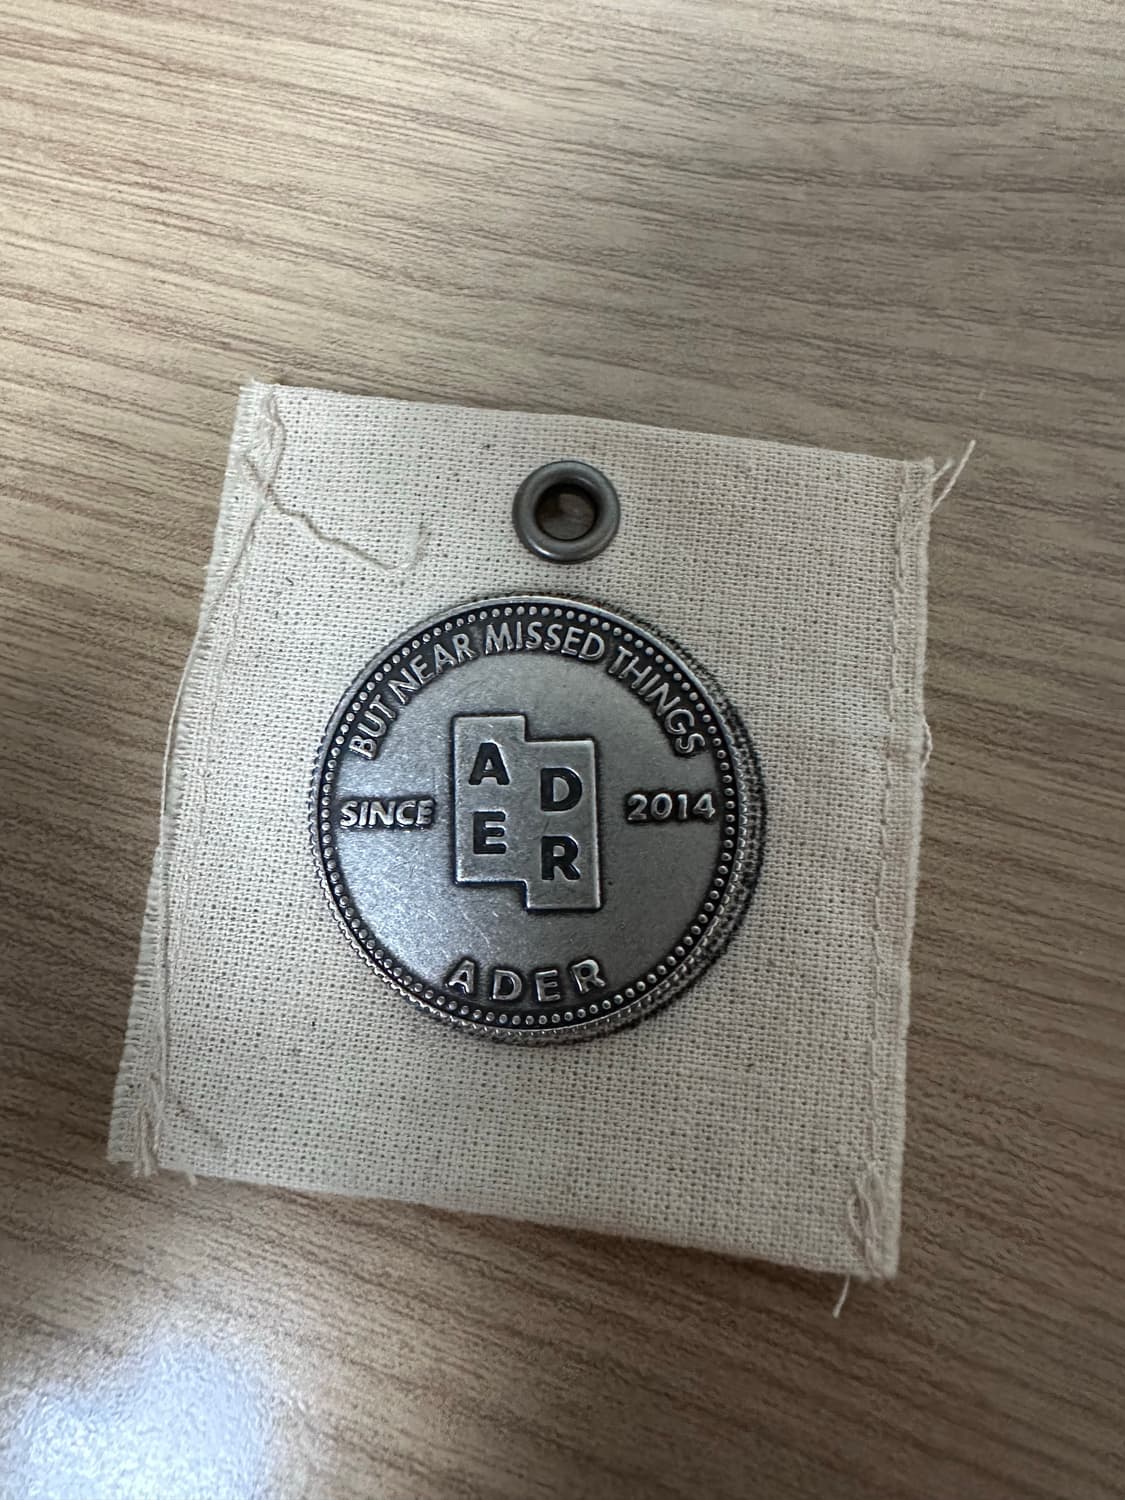 BUT NEAR MISSED THINGS
SINCE
2014
A D
E R
ADER